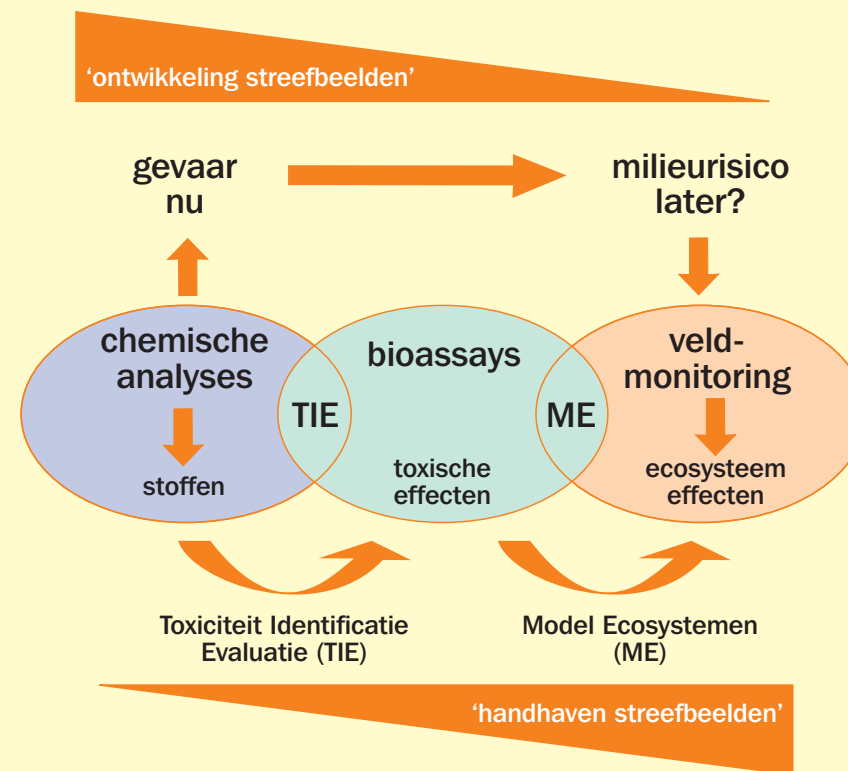 ‘ontwikkeling streefbeelden’
gevaar
nu
milieurisico
later?
chemische
analyses
stoffen
TIE
bioassays
toxische
effecten
ME
veld-
monitoring
ecosysteem
effecten
Toxiciteit Identificatie
Evaluatie (TIE)
Model Ecosystemen
(ME)
‘handhaven streefbeelden’